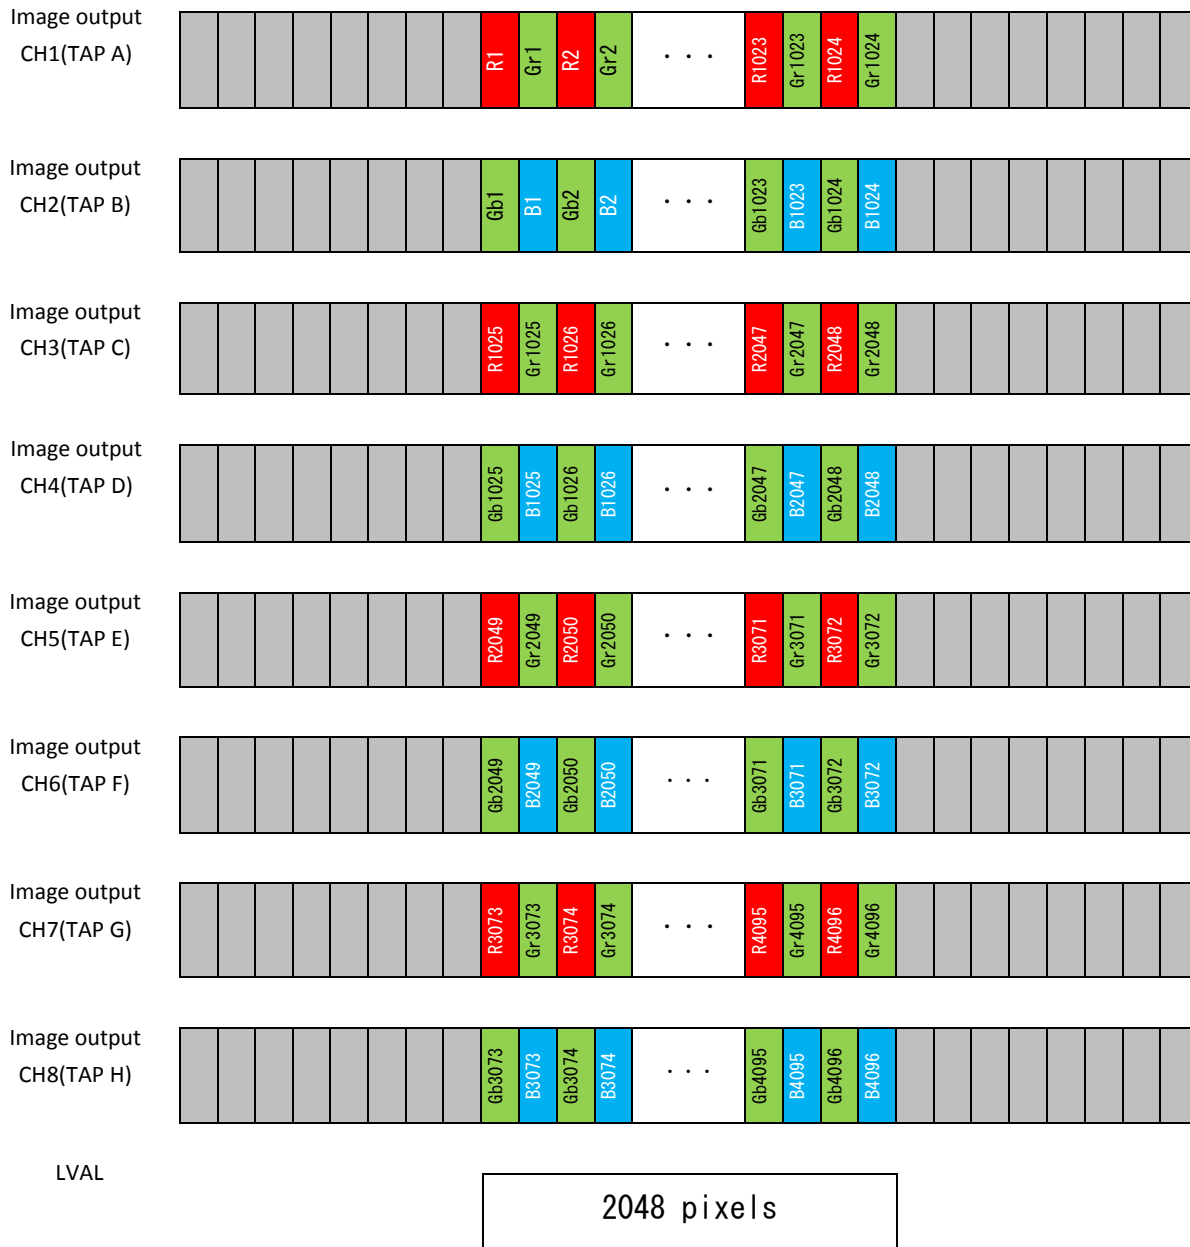 Image output
CH1(TAP A)
R1 Gr1 R2 Gr2 ・・・ R1023 Gr1023 R1024 Gr1024
Image output
CH2(TAP B)
Gb1 B1 Gb2 B2 ・・・ Gb1023 B1023 Gb1024 B1024
Image output
CH3(TAP C)
R1025 Gr1025 R1026 Gr1026 ・・・ R2047 Gr2047 R2048 Gr2048
Image output
CH4(TAP D)
Gb1025 B1025 Gb1026 B1026 ・・・ Gb2047 B2047 Gb2048 B2048
Image output
CH5(TAP E)
R2049 Gr2049 R2050 Gr2050 ・・・ R3071 Gr3071 R3072 Gr3072
Image output
CH6(TAP F)
Gb2049 B2049 Gb2050 B2050 ・・・ Gb3071 B3071 Gb3072 B3072
Image output
CH7(TAP G)
R3073 Gr3073 R3074 Gr3074 ・・・ R4095 Gr4095 R4096 Gr4096
Image output
CH8(TAP H)
Gb3073 B3073 Gb3074 B3074 ・・・ Gb4095 B4095 Gb4096 B4096
LVAL
2048 pixels